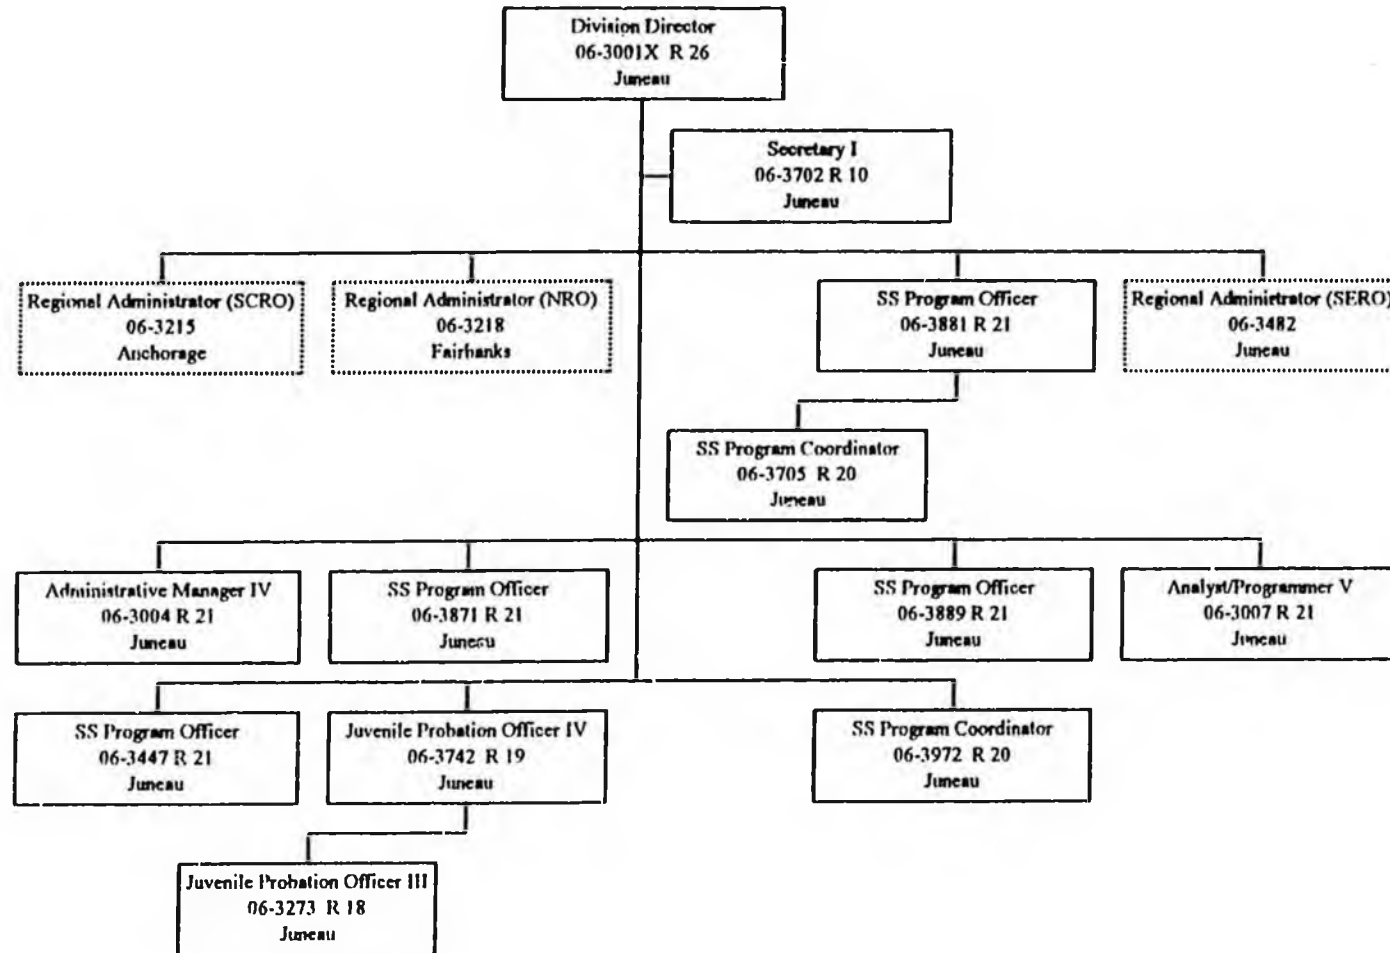 Division Director
06-3001X R 26
Juneau
Secretary I
06-3702 R 10
Juneau
Regional Administrator (SCRO)
06-3215
Anchorage
Regional Administrator (NRO)
06-3218
Fairbanks
SS Program Officer
06-3881 R 21
Juneau
Regional Administrator (SERO)
06-3482
Juneau
SS Program Coordinator
06-3705 R 20
Juneau
Administrative Manager IV
06-3004 R 21
Juneau
SS Program Officer
06-3871 R 21
Juneau
SS Program Officer
06-3889 R 21
Juneau
Analyst/Programmer V
06-3007 R 21
Juneau
SS Program Officer
06-3447 R 21
Juneau
Juvenile Probation Officer IV
06-3742 R 19
Juneau
SS Program Coordinator
06-3972 R 20
Juneau
Juvenile Probation Officer III
06-3273 R 18
Juneau